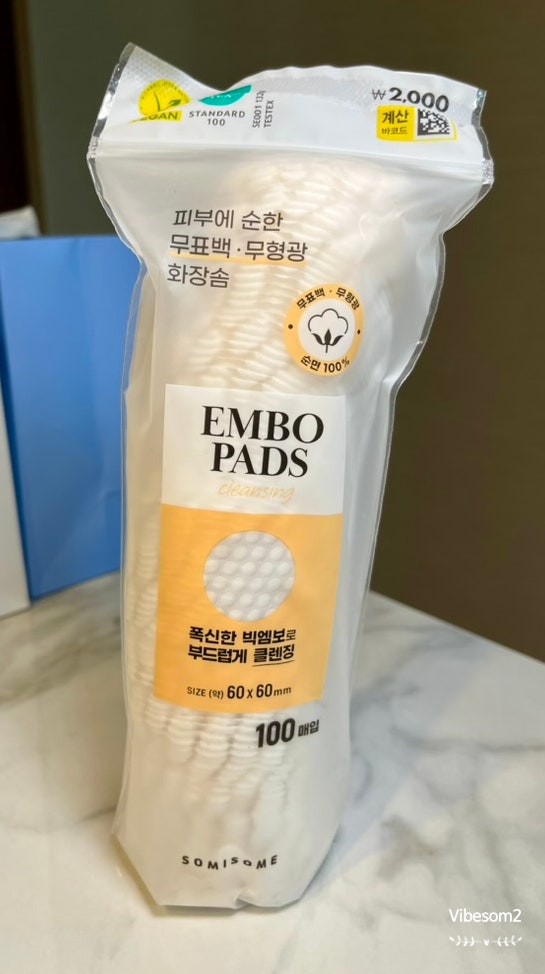 VEGAN
STANDARD
100
TESTEX
₩2,000
계산
바코드
피부에 순한
무표백 · 무형광
화장솜
무표백 · 무형광
순면 100%
EMBO
PADS
cleansing
폭신한 빅엠보로
부드럽게 클렌징
SIZE (약) 60 x 60mm
100 매입
SOMISOME
Vibesom2